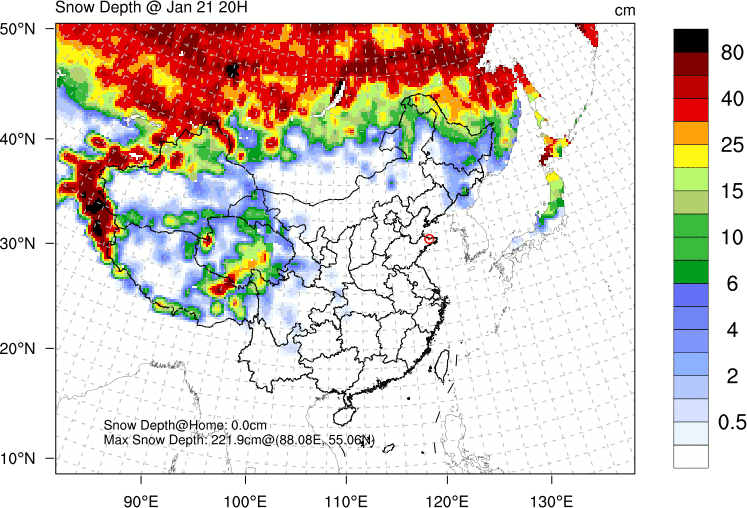 Snow Depth @ Jan 21 20H
cm
50°N
40°N
30°N
20°N
10°N
80
40
25
15
10
6
4
2
0.5
Snow Depth@Home: 0.0cm
Max Snow Depth: 221.9cm@(88.08E, 55.06N)
90°E 100°E 110°E 120°E 130°E